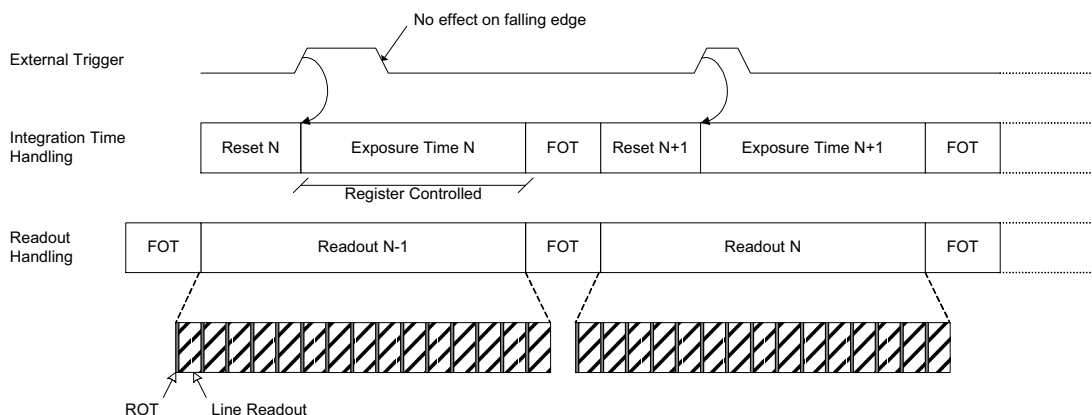 No effect on falling edge
External Trigger
Integration Time
Handling
Reset N
Exposure Time N
FOT
Reset N+1
Exposure Time N+1
FOT
Register Controlled
Readout
Handling
FOT
Readout N-1
FOT
Readout N
FOT
ROT
Line Readout